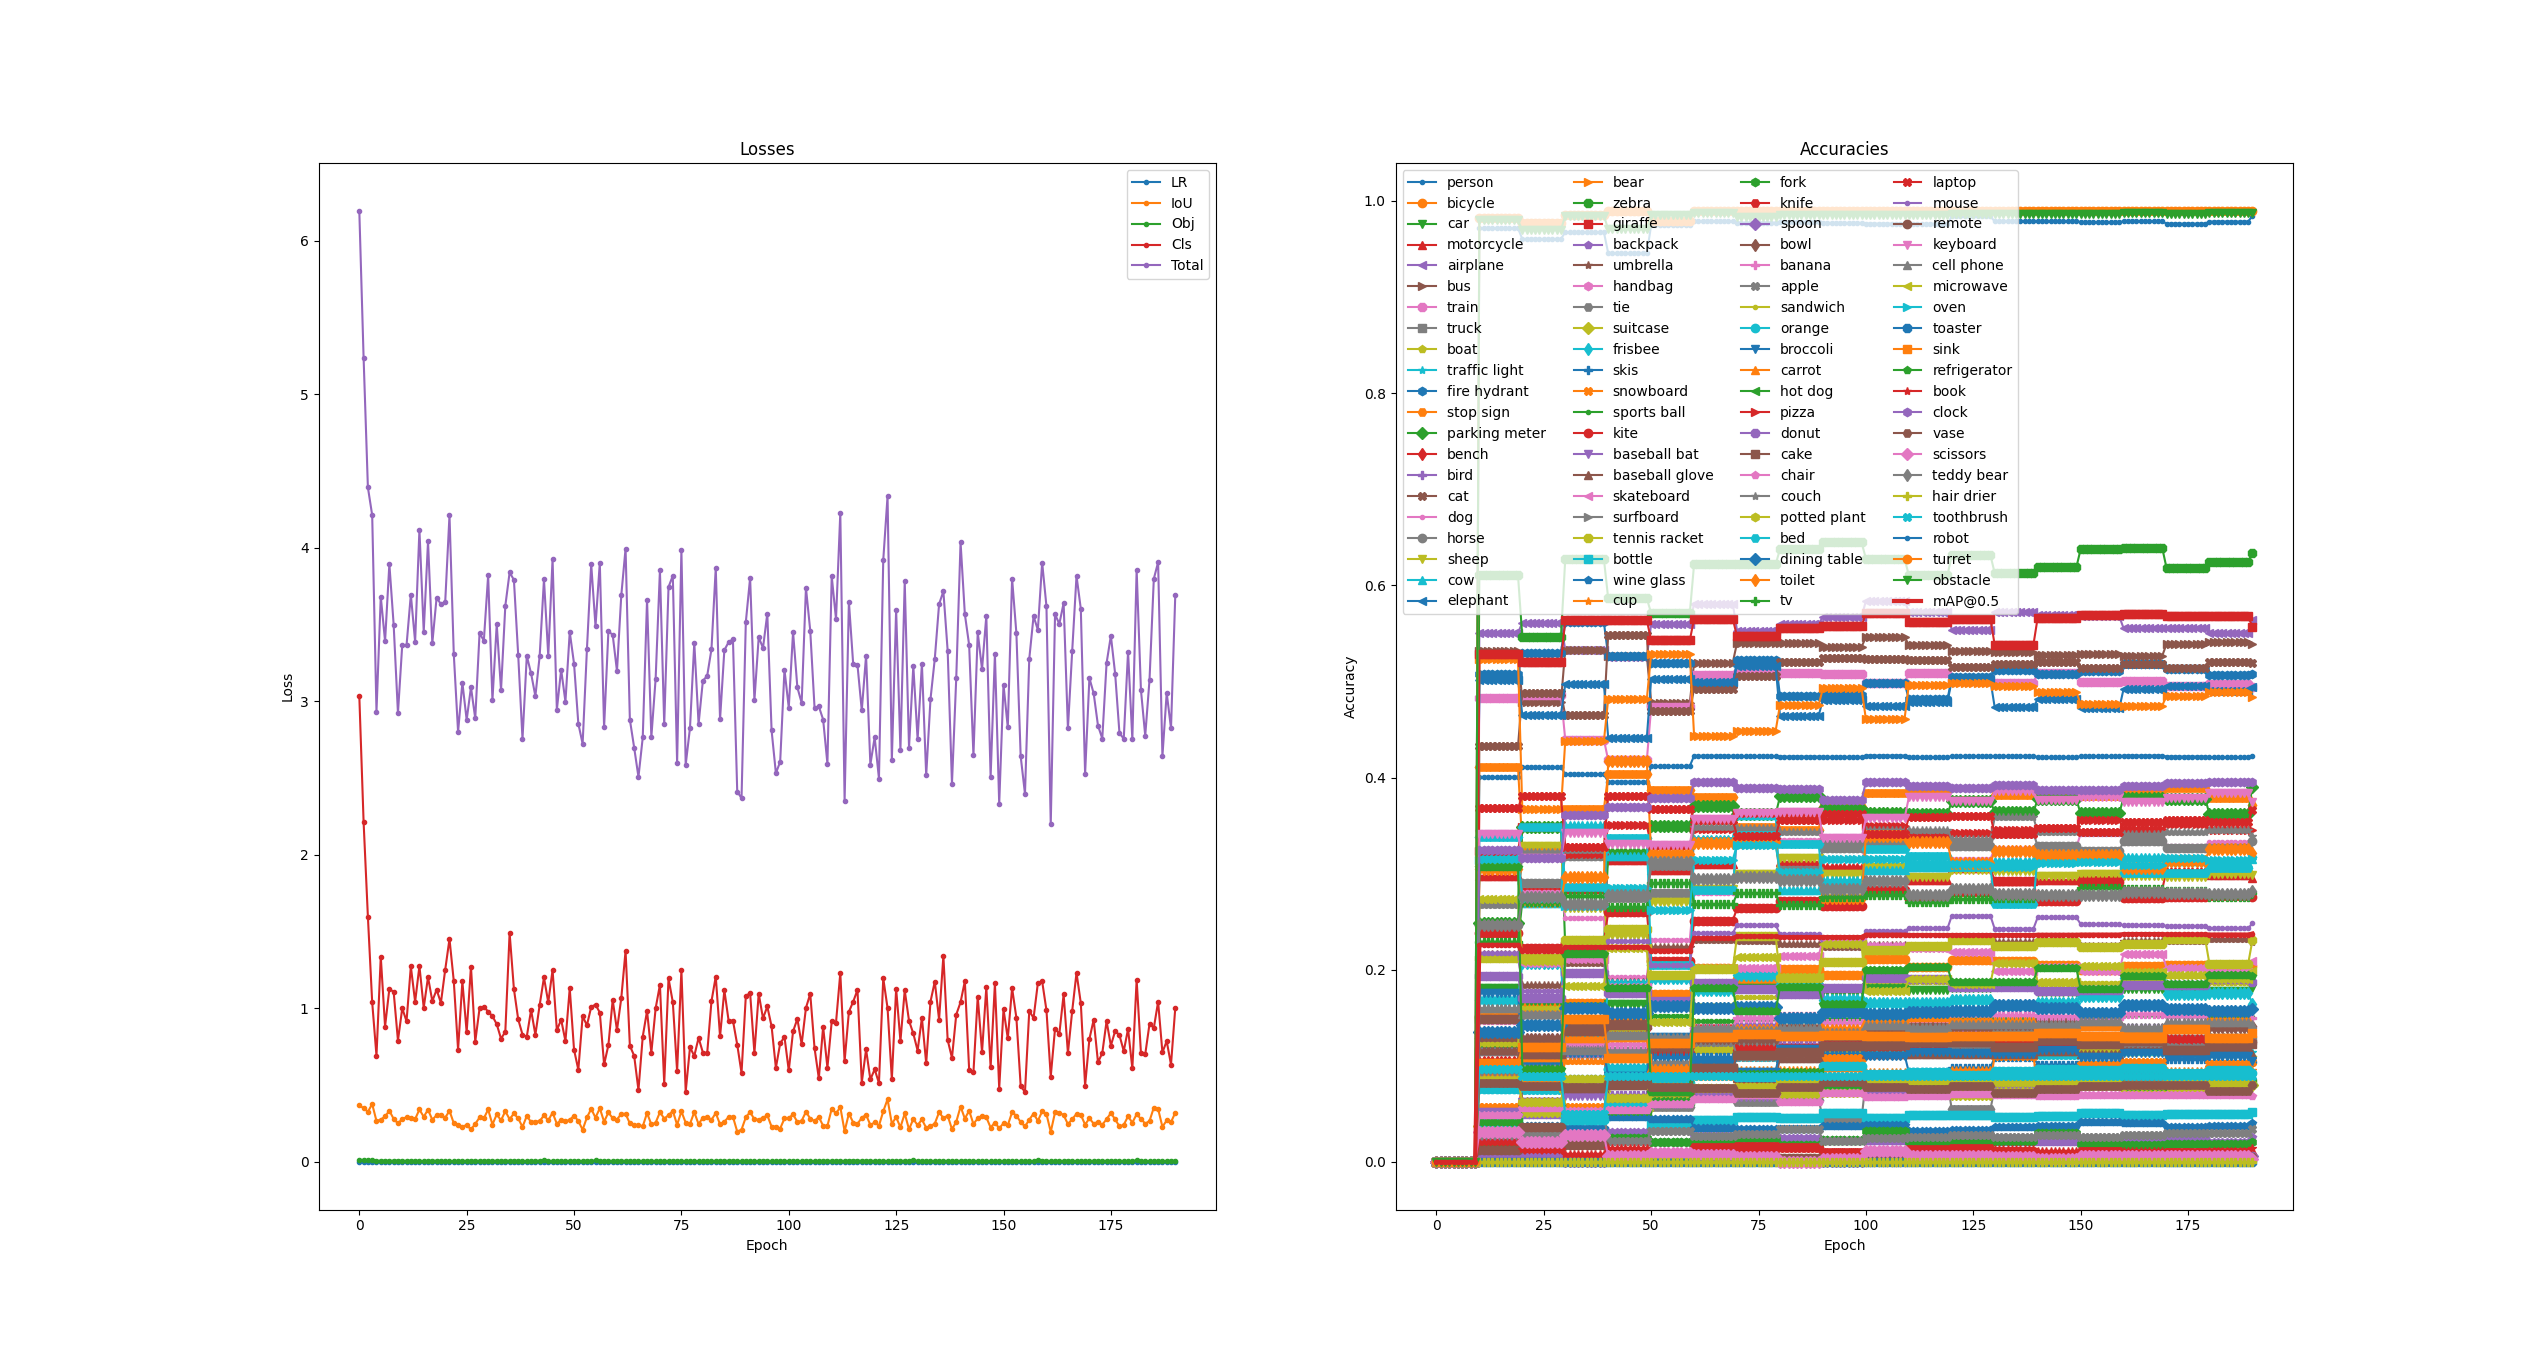 Losses
LR
IoU
Obj
Cls
Total
6
5
4
3
2
1
0
Loss
0 25 50 75 100 125 150 175
Epoch
Accuracies
person
bicycle
car
motorcycle
airplane
bus
train
truck
boat
traffic light
fire hydrant
stop sign
parking meter
bench
bird
cat
dog
horse
sheep
cow
elephant
bear
zebra
giraffe
backpack
umbrella
handbag
tie
suitcase
frisbee
skis
snowboard
sports ball
kite
baseball bat
baseball glove
skateboard
surfboard
tennis racket
bottle
wine glass
cup
fork
knife
spoon
bowl
banana
apple
sandwich
orange
broccoli
carrot
hot dog
pizza
donut
cake
chair
couch
potted plant
bed
dining table
toilet
tv
laptop
mouse
remote
keyboard
cell phone
microwave
oven
toaster
sink
refrigerator
book
clock
vase
scissors
teddy bear
hair drier
toothbrush
robot
turret
obstacle
mAP@0.5
1.0
0.8
0.6
0.4
0.2
0.0
Accuracy
0 25 50 75 100 125 150 175
Epoch